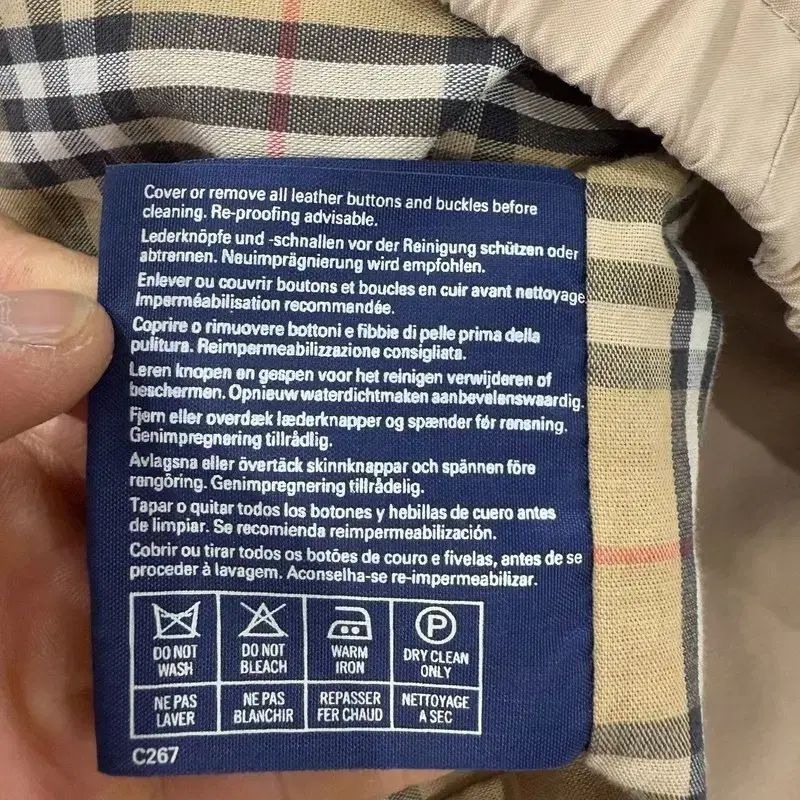 Cover or remove all leather buttons and buckles before
cleaning. Re-proofing advisable.
Lederknöpfe und -schnallen vor der Reinigung schützen oder
abtrennen. Neuimprägnierung wird empfohlen.
Enlever ou couvrir boutons et boucles en cuir avant nettoyage
Imperméabilisation recommandée.
Coprire o rimuovere bottoni e fibbie di pelle prima della
pulitura. Reimpermeabilizzazione consigliata.
Leren knopen en gespen voor het reinigen verwijderen of
beschermen. Opnieuw waterdichtmaken aanbevelenswaardig.
Fjern eller overdæk læderknapper og spænder før rensning.
Genimpregnering tillrådlig.
Avlagsna eller övertäck skinnknappar och spännen före
rengöring. Genimpregnering tillrådelig.
Tapar o quitar todos los botones y hebillas de cuero antes
de limpiar. Se recomienda reimpermeabilización.
Cobrir ou tirar todos os botões de couro e fivelas, antes de se
proceder à lavagem. Aconselha-se re-impermeabilizar.
P
DO NOT WASH
DO NOT BLEACH
WARM IRON
DRY CLEAN ONLY
NE PAS LAVER
NE PAS BLANCHIR
REPASSER FER CHAUD
NETTOYAGE A SEC
C267